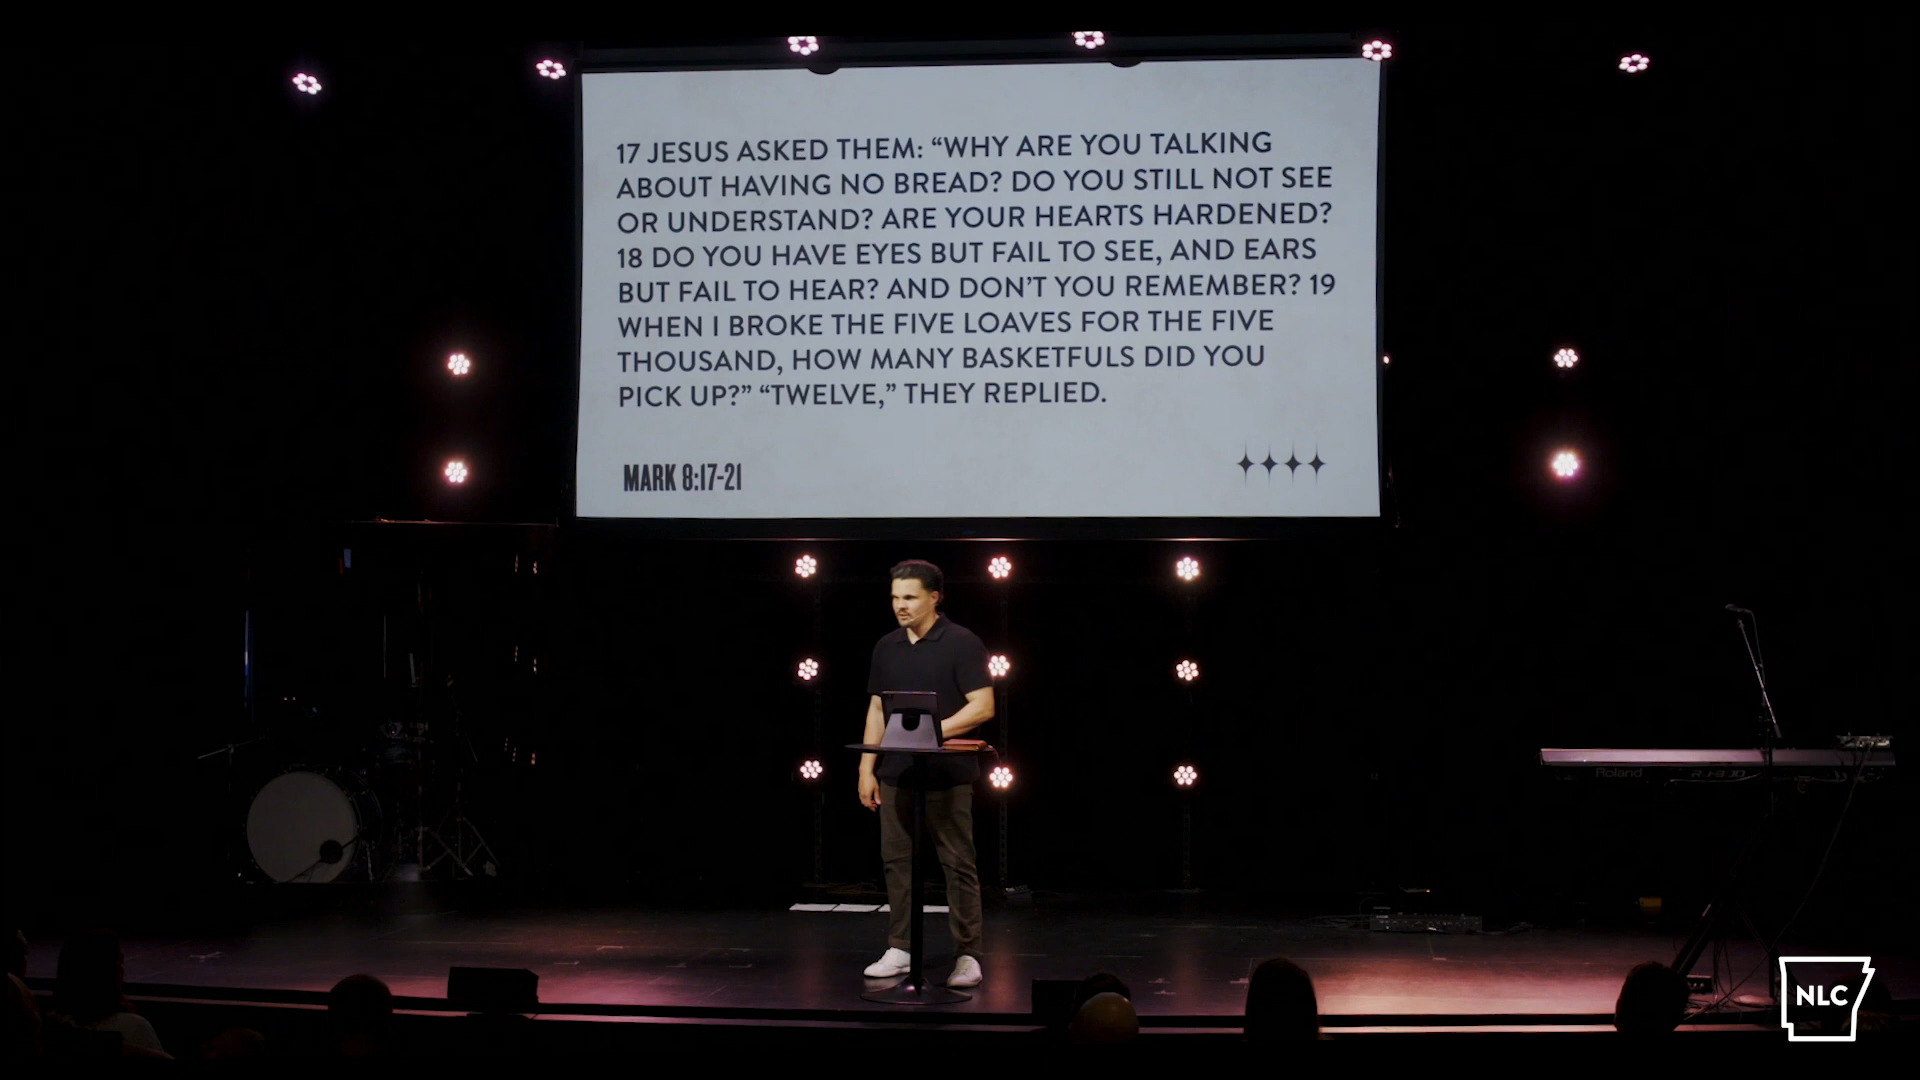 17 JESUS ASKED THEM: “WHY ARE YOU TALKING
ABOUT HAVING NO BREAD? DO YOU STILL NOT SEE
OR UNDERSTAND? ARE YOUR HEARTS HARDENED?
18 DO YOU HAVE EYES BUT FAIL TO SEE, AND EARS
BUT FAIL TO HEAR? AND DON’T YOU REMEMBER? 19
WHEN I BROKE THE FIVE LOAVES FOR THE FIVE
THOUSAND, HOW MANY BASKETFULS DID YOU
PICK UP?” “TWELVE,” THEY REPLIED.
MARK 8:17-21
Roland
NLC